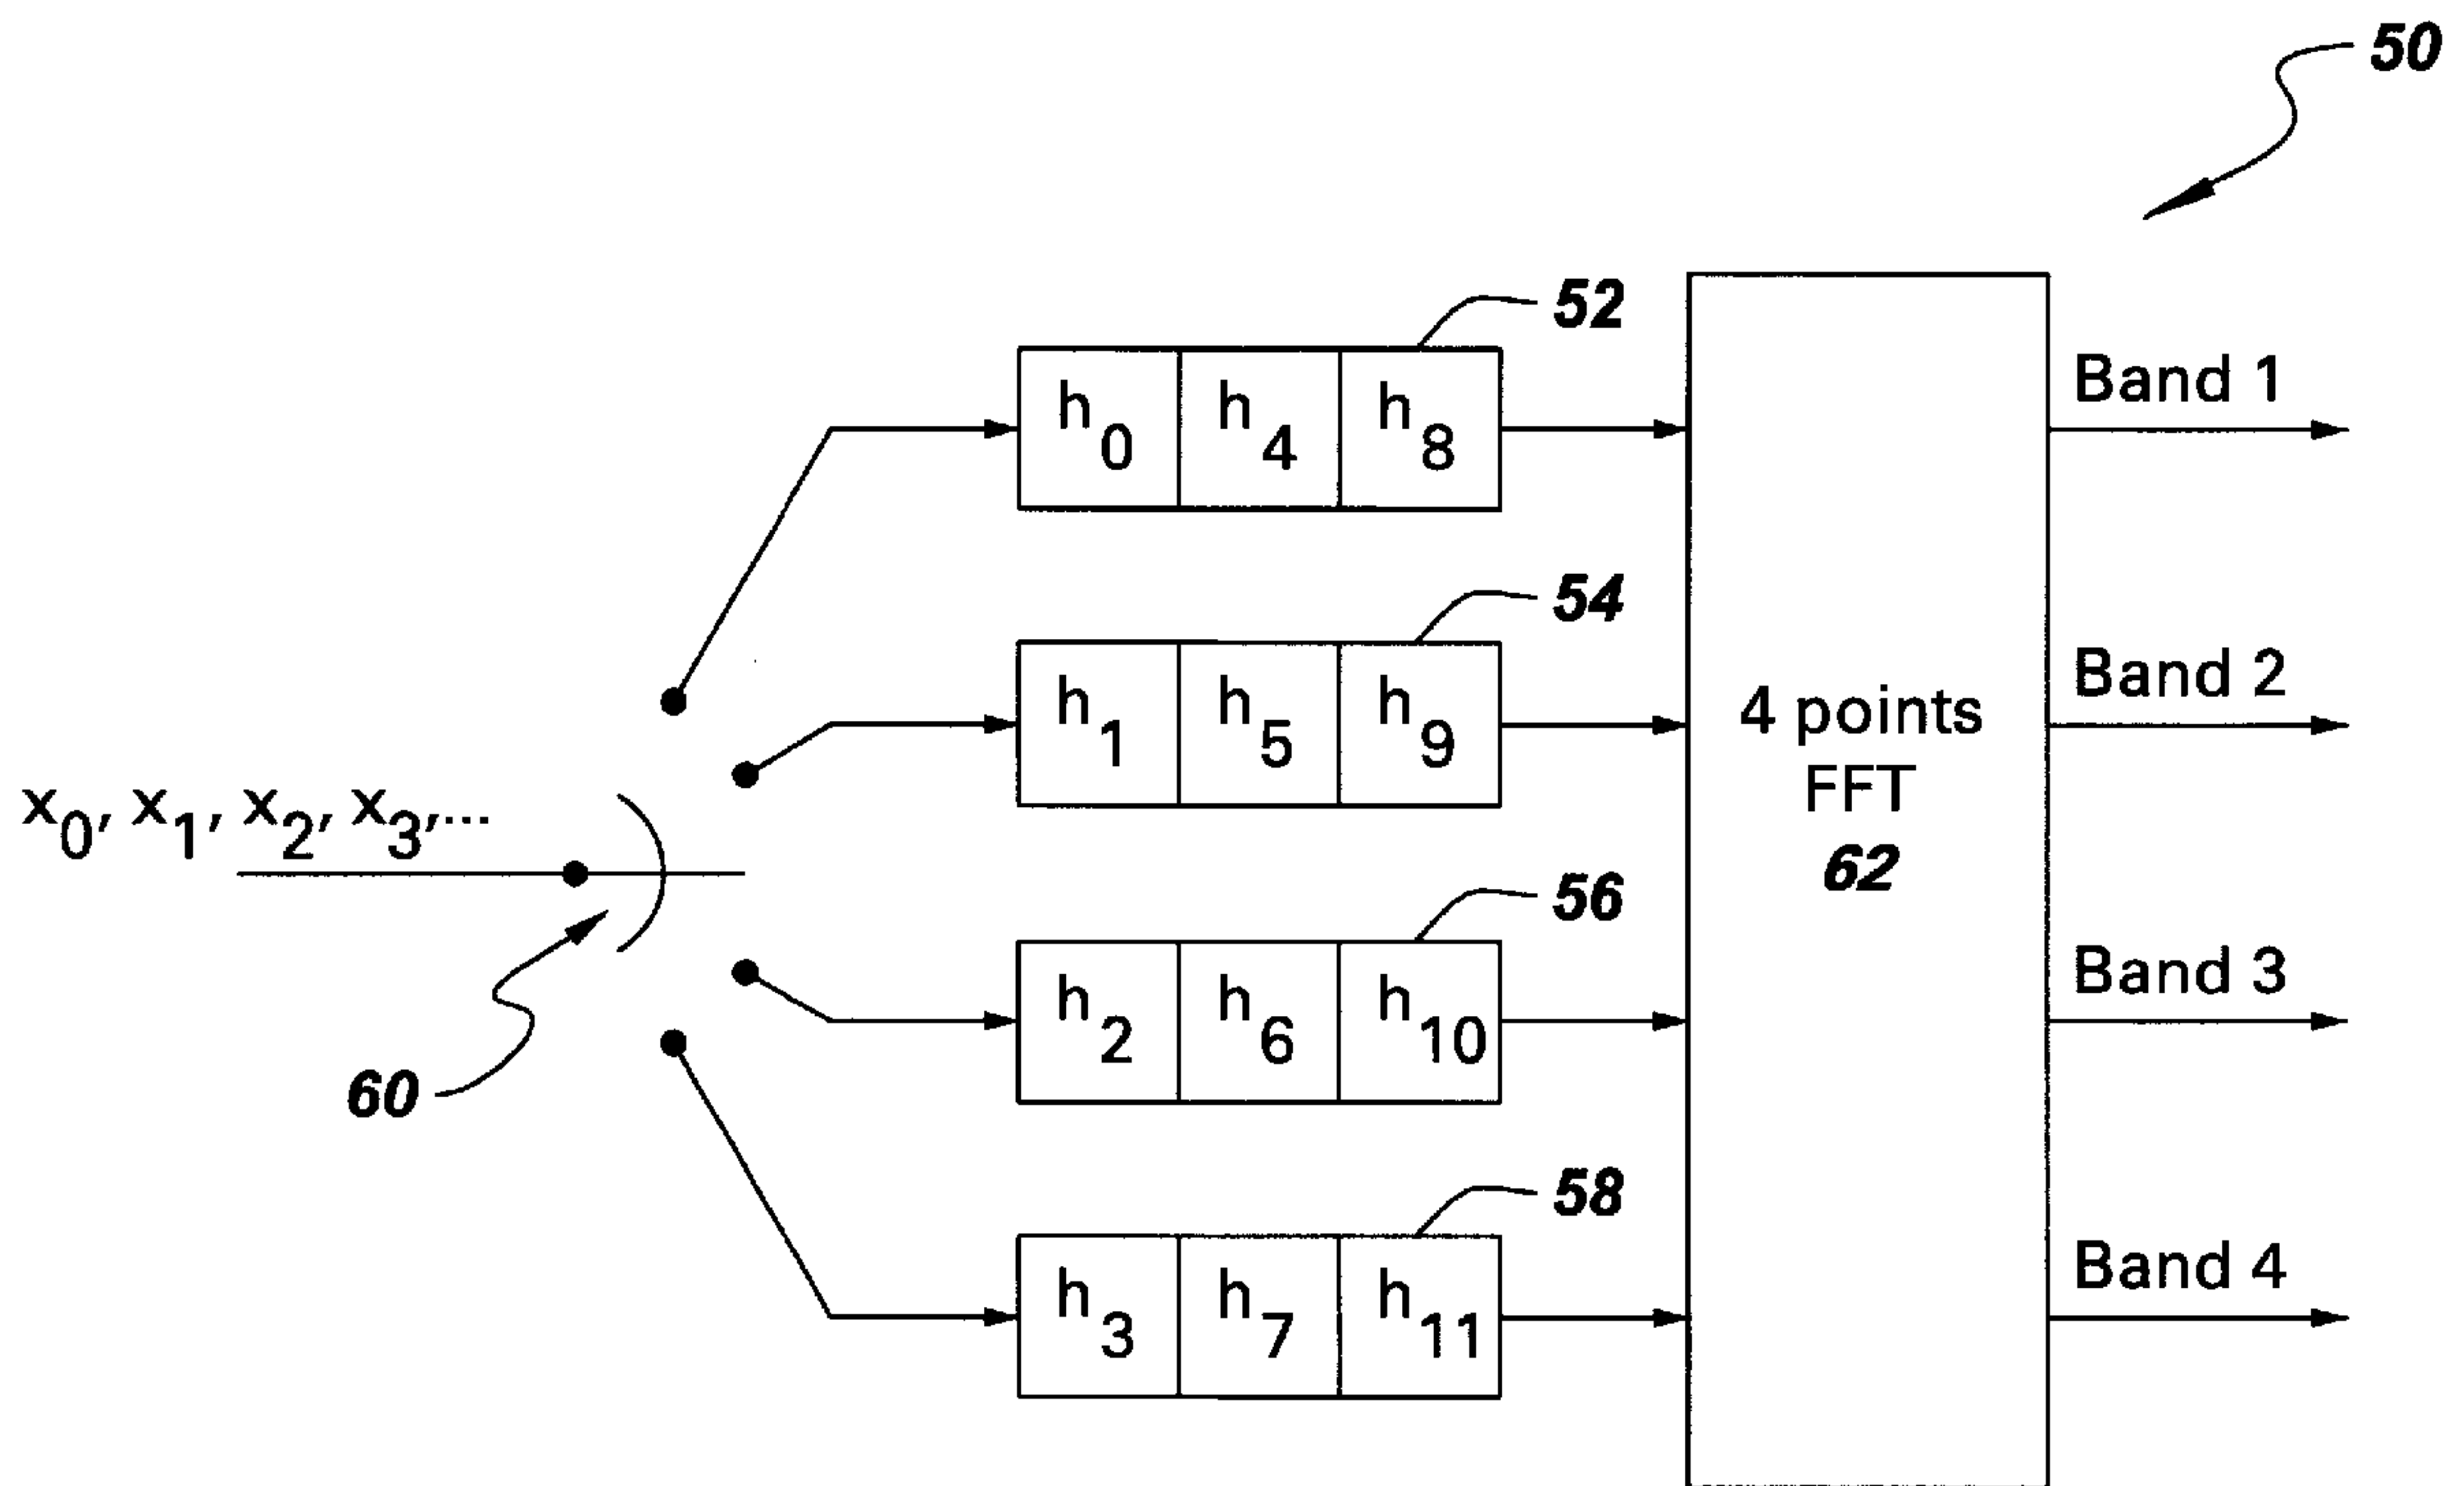 50
52
h0 h4 h8
Band 1
54
h1 h5 h9
Band 2
4 points
FFT
62
x0, x1, x2, x3,...
56
h2 h6 h10
Band 3
60
58
h3 h7 h11
Band 4